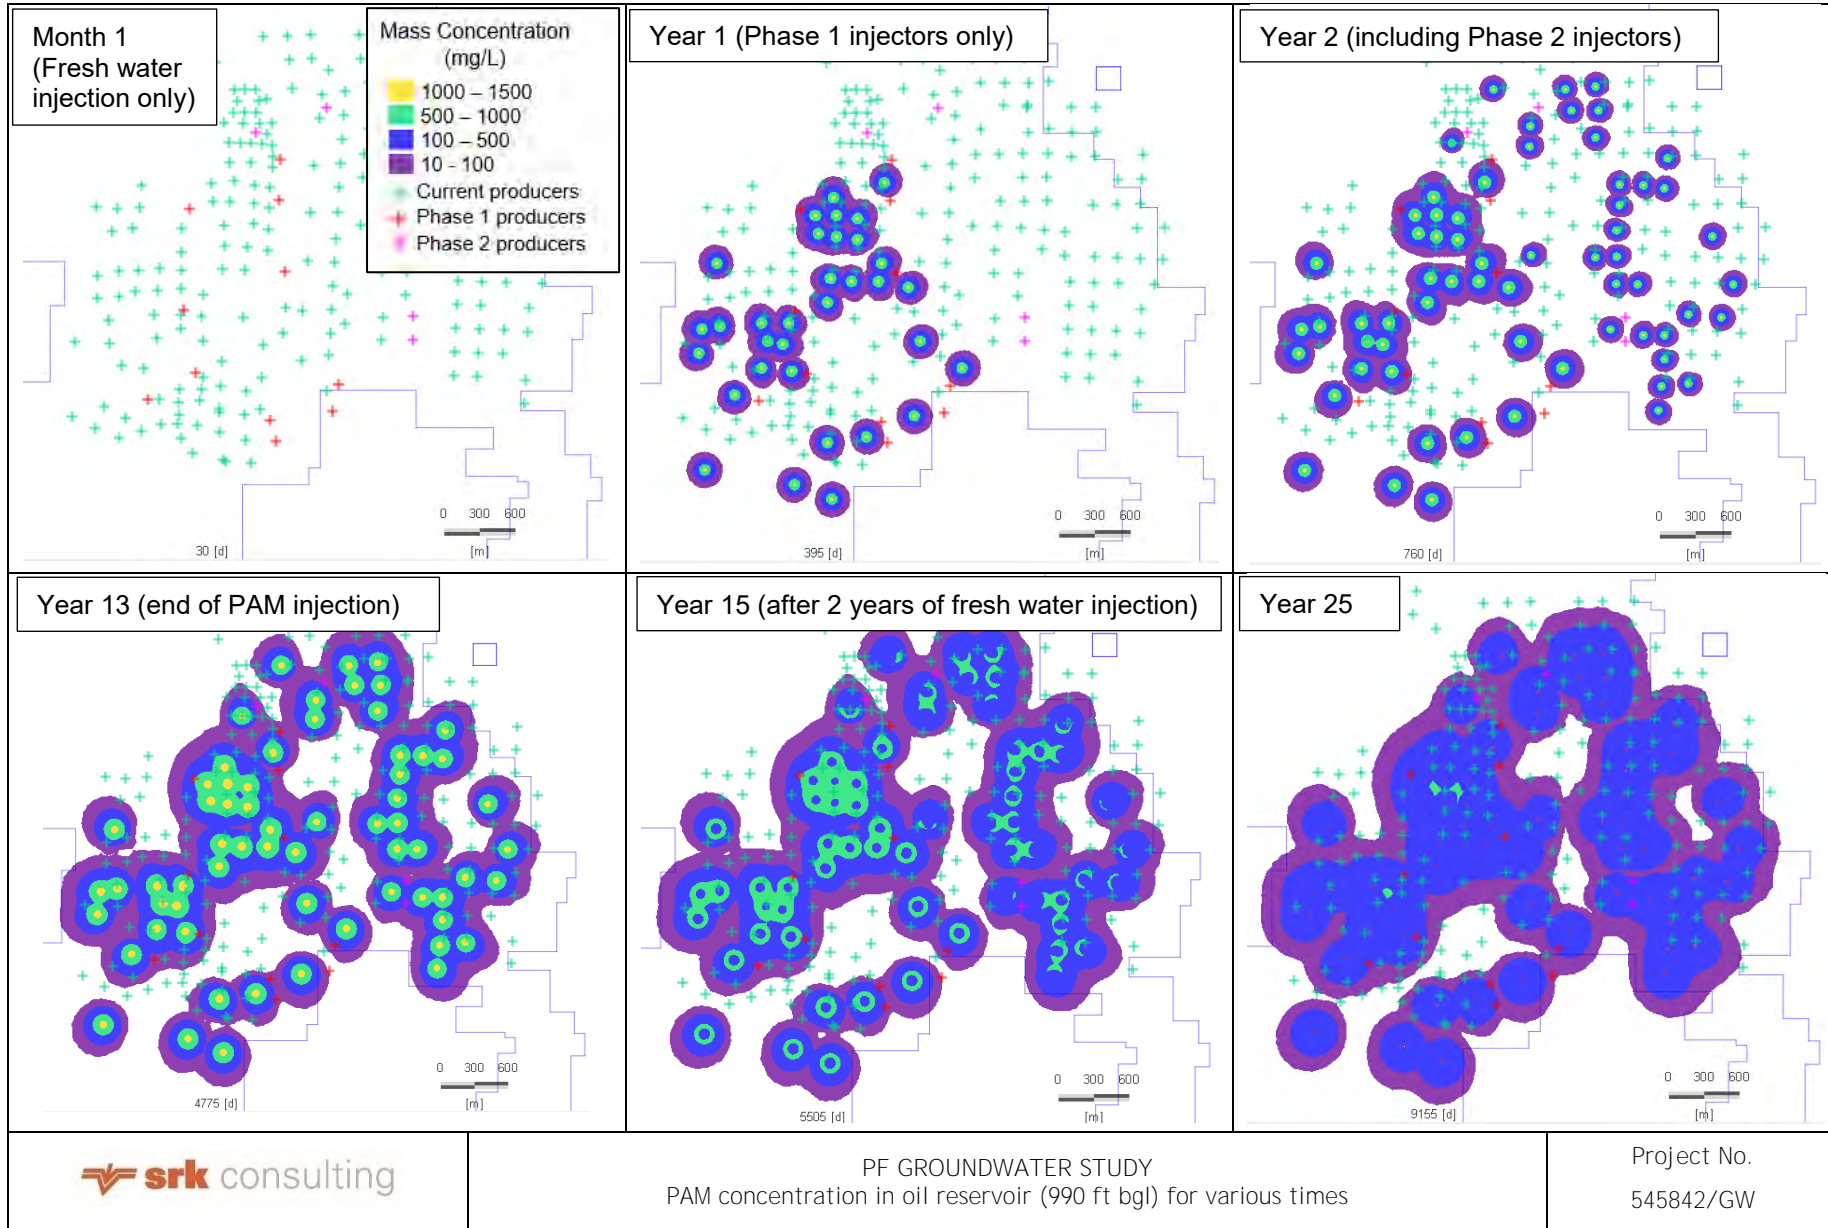 Month 1
(Fresh water
injection only)
Mass Concentration
(mg/L)
1000 – 1500
500 – 1000
100 – 500
10 - 100
Current producers
Phase 1 producers
Phase 2 producers
0 300 600
30 [d]
[m]
Year 1 (Phase 1 injectors only)
0 300 600
395 [d]
[m]
Year 2 (including Phase 2 injectors)
0 300 600
760 [d]
[m]
Year 13 (end of PAM injection)
0 300 600
4775 [d]
[m]
Year 15 (after 2 years of fresh water injection)
0 300 600
5505 [d]
[m]
Year 25
0 300 600
9155 [d]
[m]
srk consulting
PF GROUNDWATER STUDY
PAM concentration in oil reservoir (990 ft bgl) for various times
Project No.
545842/GW